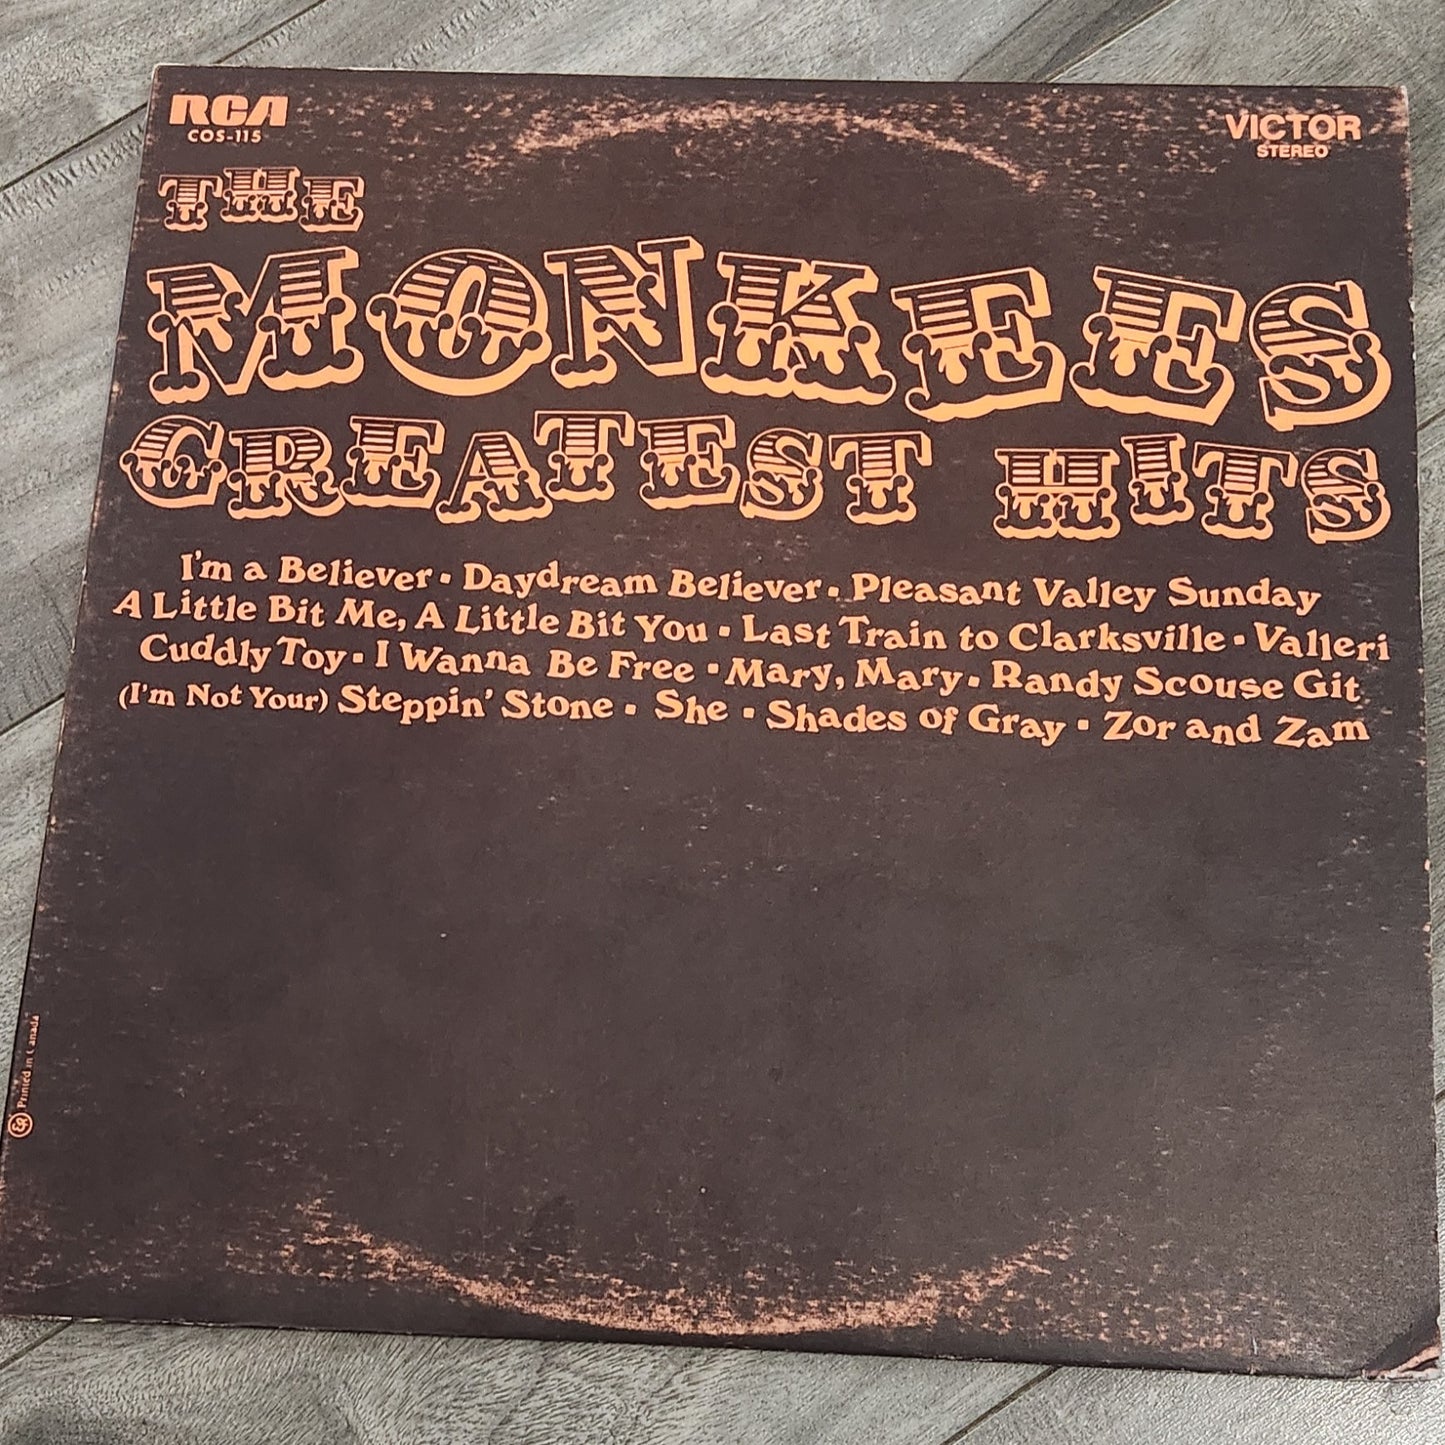 RCA
COS-115
VICTOR
STEREO
THE
MONKEES
GREATEST HITS
I'm a Believer ▪ Daydream Believer ▪ Pleasant Valley Sunday
A Little Bit Me, A Little Bit You ▪ Last Train to Clarksville ▪ Valleri
Cuddly Toy ▪ I Wanna Be Free ▪ Mary, Mary ▪ Randy Scouse Git
(I'm Not Your) Steppin' Stone ▪ She ▪ Shades of Gray ▪ Zor and Zam
Printed in Canada